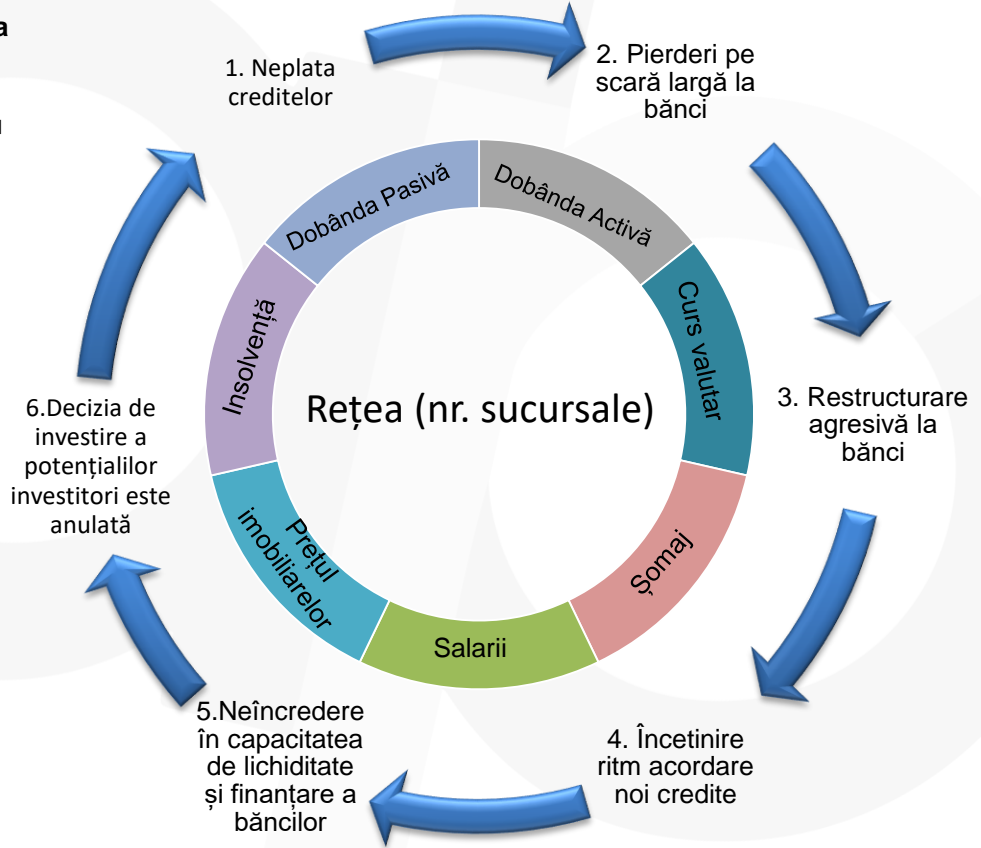 a
1. Neplata
creditelor
2. Pierderi pe
scară largă la
bănci
3. Restructurare
agresivă la
bănci
4. Încetinire
ritm acordare
noi credite
5.Neîncredere
în capacitatea
de lichiditate
și finanțare a
băncilor
6.Decizia de
investire a
potențialilor
investitori este
anulată
Dobânda Pasivă
Dobânda Activă
Curs valutar
Șomaj
Salarii
Prețul
imobiliarelor
Insolvență
Rețea (nr. sucursale)